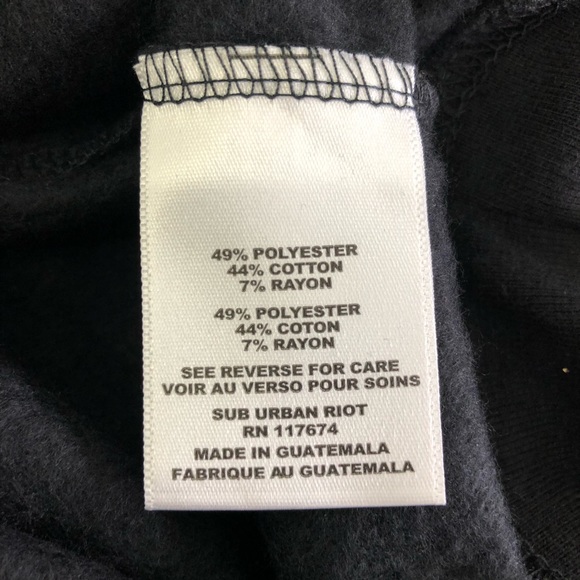 49% POLYESTER
44% COTTON
7% RAYON
49% POLYESTER
44% COTON
7% RAYON
SEE REVERSE FOR CARE
VOIR AU VERSO POUR SOINS
SUB URBAN RIOT
RN 117674
MADE IN GUATEMALA
FABRIQUE AU GUATEMALA